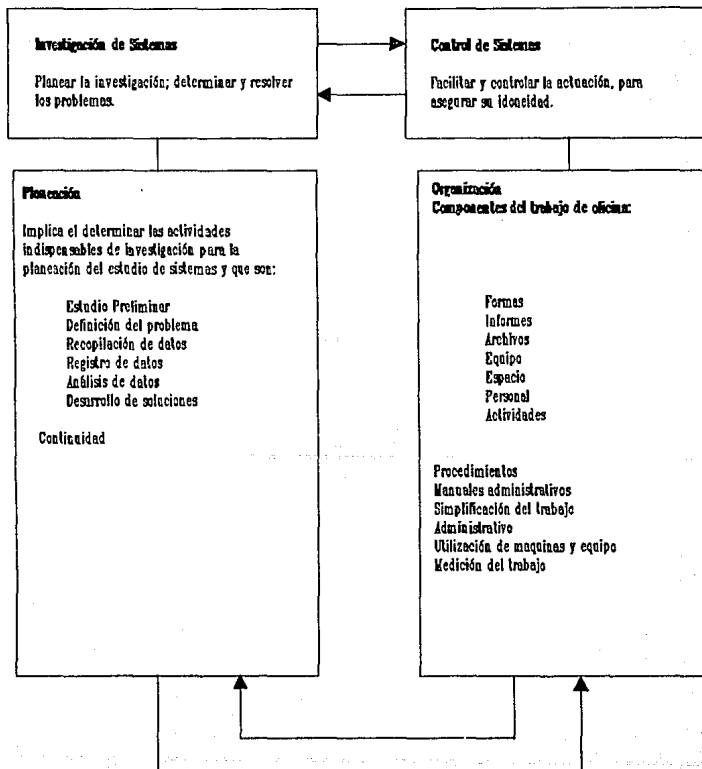 Investigación de Sistemas
Planear la investigación; determinar y resolver
los problemas.
Control de Sistemas
Facilitar y controlar la actuación, para
asegurar su idoneidad.
Planeación
Implica el determinar las actividades
indispensables de investigación para la
planeación del estudio de sistemas y que son:
Estudio Preliminar
Definición del problema
Recopilación de datos
Registro de datos
Análisis de datos
Desarrollo de soluciones
Continuidad
Organización
Componentes del trabajo de oficina:
Formas
Informes
Archivos
Equipo
Espacio
Personal
Actividades
Procedimientos
Manuales administrativos
Simplificación del trabajo
Administrativo
Utilización de maquinas y equipo
Medición del trabajo